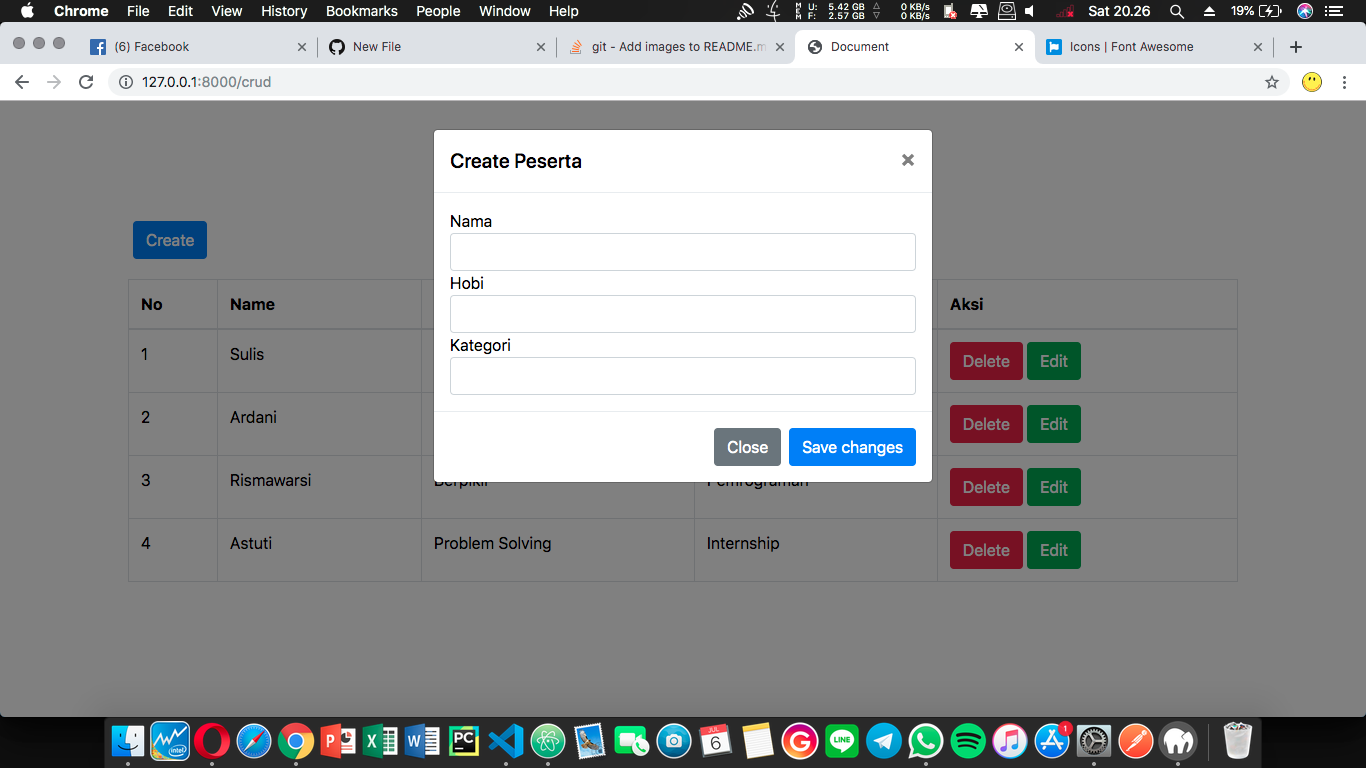 Chrome File Edit View History Bookmarks People Window Help
U: 5.42 GB 0 KB/s
F: 2.57 GB 0 KB/s
Sat 20.26 19%
(6) Facebook New File git - Add images to README.m Document Icons | Font Awesome
127.0.0.1:8000/crud
Create Peserta
Nama
Hobi
Kategori
Close Save changes
Create
No Name Aksi
1 Sulis Delete Edit
2 Ardani Delete Edit
3 Rismawarsi Berpikir Pemrograman Delete Edit
4 Astuti Problem Solving Internship Delete Edit
intel
P X W PC
JUL
6
G
LINE
1